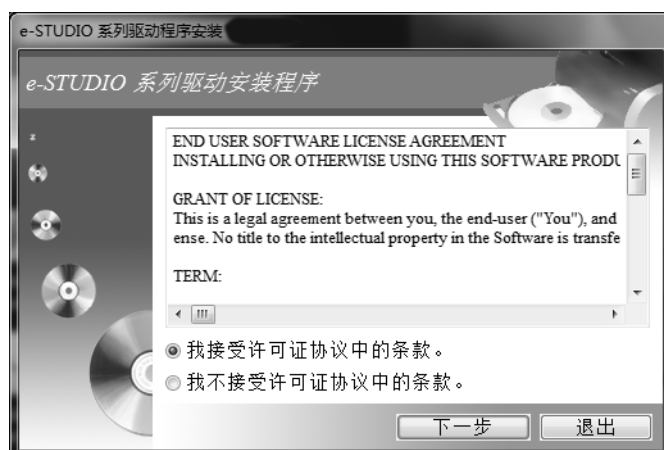 e-STUDIO 系列驱动程序安装
e-STUDIO 系列驱动安装程序
END USER SOFTWARE LICENSE AGREEMENT
INSTALLING OR OTHERWISE USING THIS SOFTWARE PRODU
GRANT OF LICENSE:
This is a legal agreement between you, the end-user ("You"), and
ense. No title to the intellectual property in the Software is transfe
TERM:
我接受许可证协议中的条款。
我不接受许可证协议中的条款。
下一步 退出